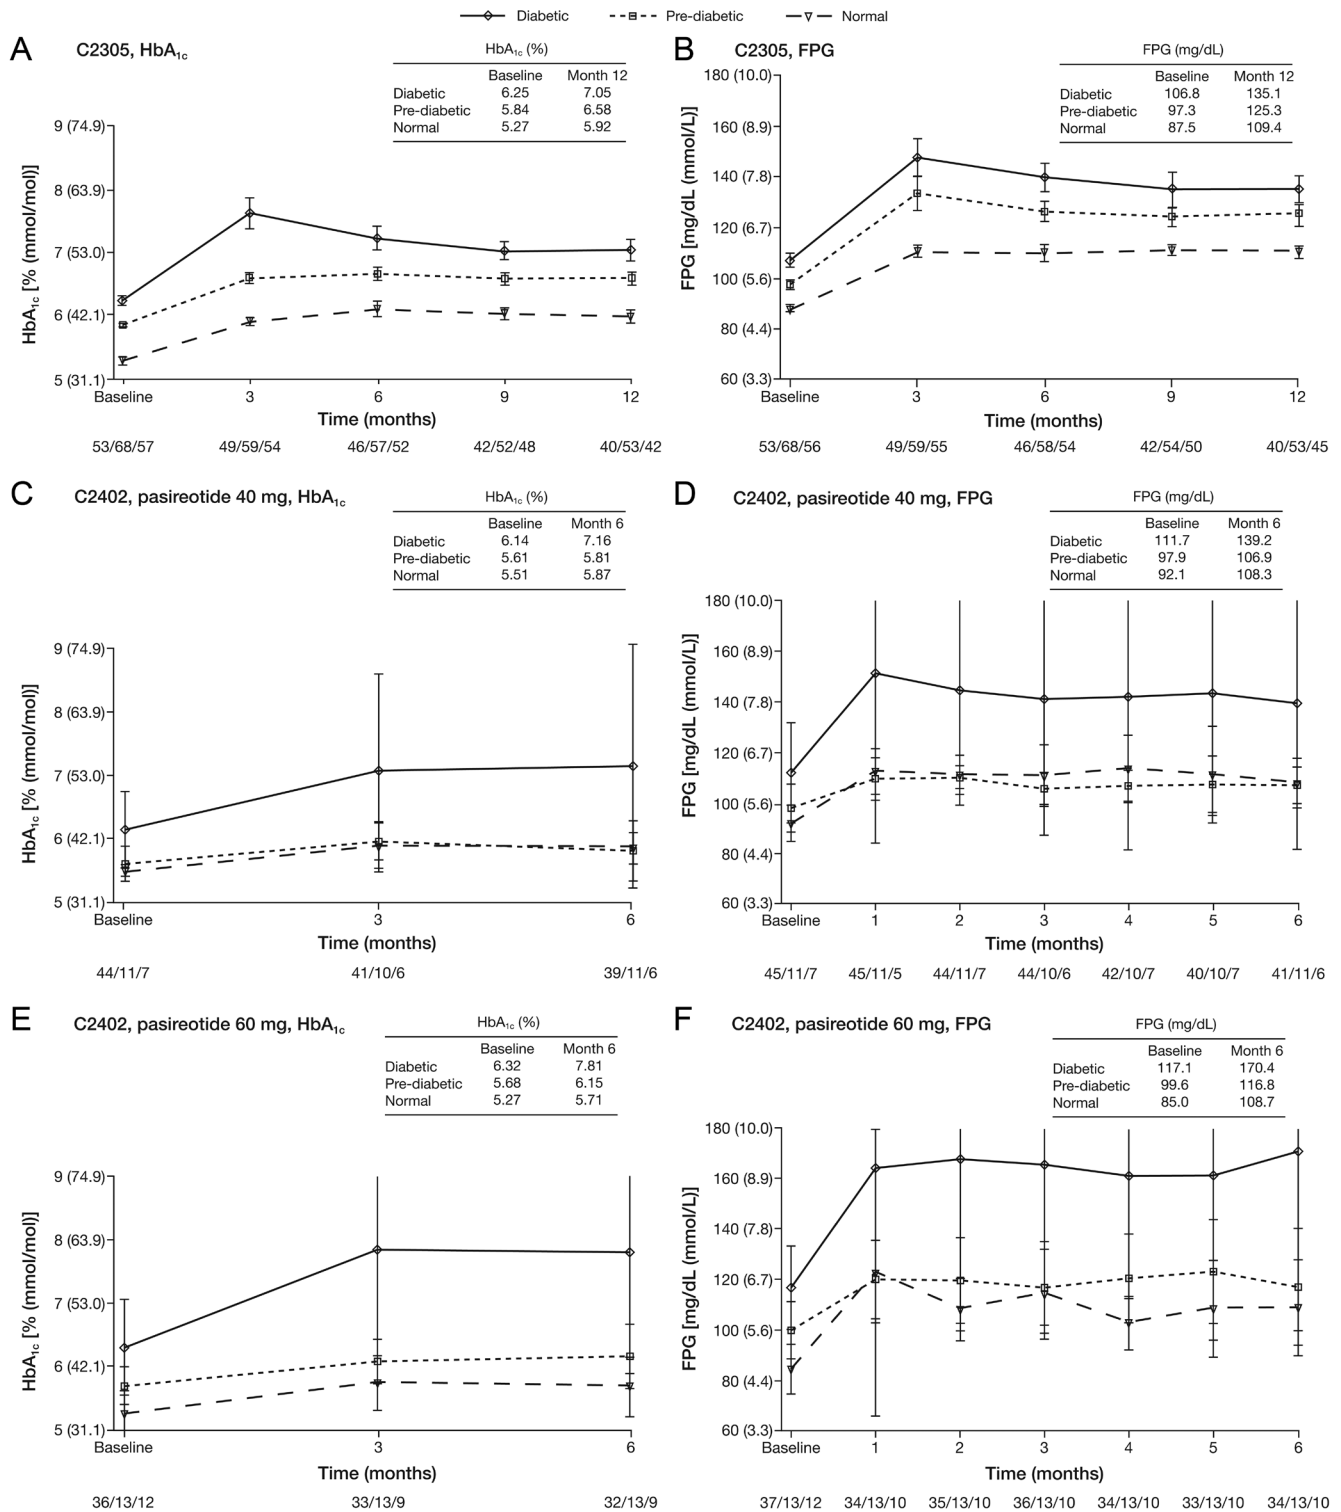 Diabetic Pre-diabetic Normal
A C2305, HbA1c
HbA1c (%)
Baseline Month 12
Diabetic 6.25 7.05
Pre-diabetic 5.84 6.58
Normal 5.27 5.92
HbA1c [% (mmol/mol)]
9 (74.9)
8 (63.9)
7 (53.0)
6 (42.1)
5 (31.1)
Baseline 3 6 9 12
Time (months)
53/68/57 49/59/54 46/57/52 42/52/48 40/53/42
B C2305, FPG
FPG (mg/dL)
Baseline Month 12
Diabetic 106.8 135.1
Pre-diabetic 97.3 125.3
Normal 87.5 109.4
FPG [mg/dL (mmol/L)]
180 (10.0)
160 (8.9)
140 (7.8)
120 (6.7)
100 (5.6)
80 (4.4)
60 (3.3)
Baseline 3 6 9 12
Time (months)
53/68/56 49/59/55 46/58/54 42/54/50 40/53/45
C C2402, pasireotide 40 mg, HbA1c
HbA1c (%)
Baseline Month 6
Diabetic 6.14 7.16
Pre-diabetic 5.61 5.81
Normal 5.51 5.87
HbA1c [% (mmol/mol)]
9 (74.9)
8 (63.9)
7 (53.0)
6 (42.1)
5 (31.1)
Baseline 3 6
Time (months)
44/11/7 41/10/6 39/11/6
D C2402, pasireotide 40 mg, FPG
FPG (mg/dL)
Baseline Month 6
Diabetic 111.7 139.2
Pre-diabetic 97.9 106.9
Normal 92.1 108.3
FPG [mg/dL (mmol/L)]
180 (10.0)
160 (8.9)
140 (7.8)
120 (6.7)
100 (5.6)
80 (4.4)
60 (3.3)
Baseline 1 2 3 4 5 6
Time (months)
45/11/7 45/11/5 44/11/7 44/10/6 42/10/7 40/10/7 41/11/6
E C2402, pasireotide 60 mg, HbA1c
HbA1c (%)
Baseline Month 6
Diabetic 6.32 7.81
Pre-diabetic 5.68 6.15
Normal 5.27 5.71
HbA1c [% (mmol/mol)]
9 (74.9)
8 (63.9)
7 (53.0)
6 (42.1)
5 (31.1)
Baseline 3 6
Time (months)
36/13/12 33/13/9 32/13/9
F C2402, pasireotide 60 mg, FPG
FPG (mg/dL)
Baseline Month 6
Diabetic 117.1 170.4
Pre-diabetic 99.6 116.8
Normal 85.0 108.7
FPG [mg/dL (mmol/L)]
180 (10.0)
160 (8.9)
140 (7.8)
120 (6.7)
100 (5.6)
80 (4.4)
60 (3.3)
Baseline 1 2 3 4 5 6
Time (months)
37/13/12 34/13/10 35/13/10 36/13/10 34/13/10 33/13/10 34/13/10